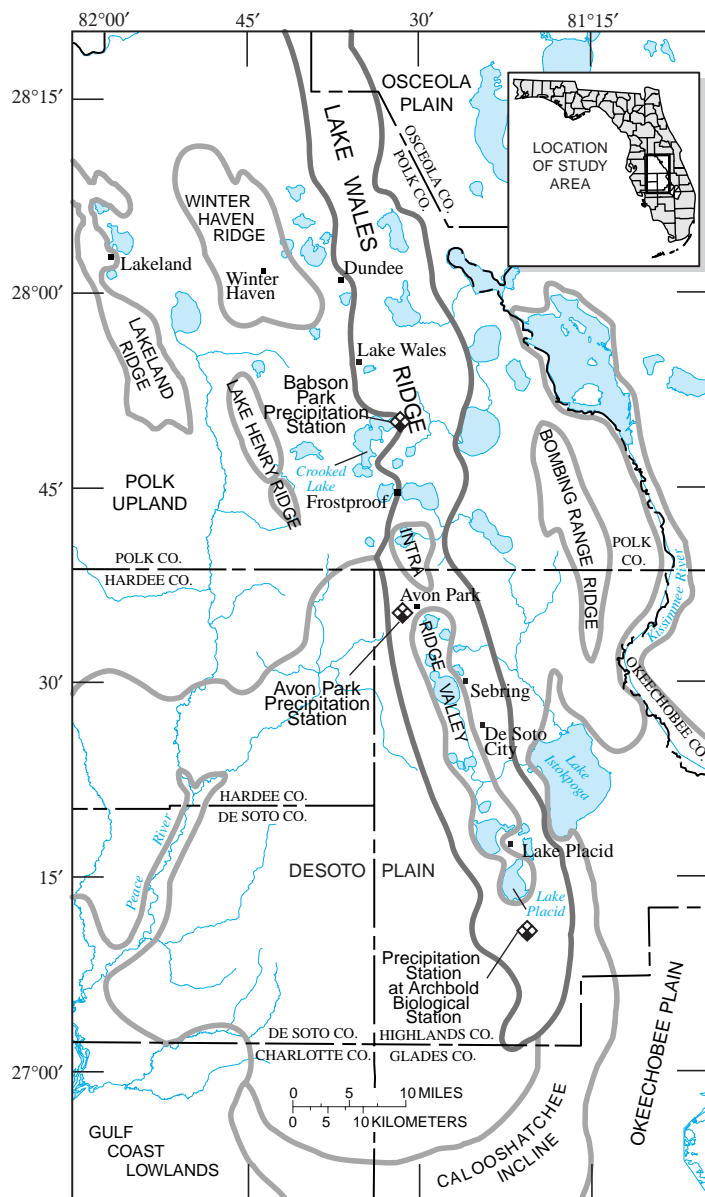 82°00′
45′
30′
81°15′
28°15′
28°00′
45′
30′
15′
27°00′
OSCEOLA
PLAIN
LOCATION
OF STUDY
AREA
OSCEOLA CO.
POLK CO.
LAKE WALES
RIDGE
WINTER
HAVEN
RIDGE
Lakeland
Winter
Haven
Dundee
LAKELAND
RIDGE
Lake Wales
Babson
Park
Precipitation
Station
LAKE HENRY RIDGE
Crooked
Lake
Frostproof
POLK
UPLAND
BOMBING RANGE RIDGE
INTRA
RIDGE VALLEY
POLK CO.
HARDEE CO.
POLK
CO.
Kissimmee River
Avon Park
Avon Park
Precipitation
Station
Sebring
De Soto
City
OKEECHOBEE CO.
Lake
Istokpoga
HARDEE CO.
DE SOTO CO.
Peace River
DESOTO PLAIN
Lake Placid
Lake
Placid
Precipitation
Station
at Archbold
Biological
Station
DE SOTO CO.
CHARLOTTE CO.
HIGHLANDS CO.
GLADES CO.
OKEECHOBEE PLAIN
0 5 10 MILES
0 5 10 KILOMETERS
GULF
COAST
LOWLANDS
CALOOSHATCHEE
INCLINE